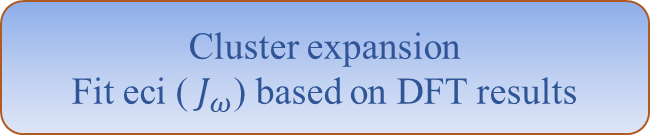 Cluster expansion
Fit eci ( J_ω) based on DFT results